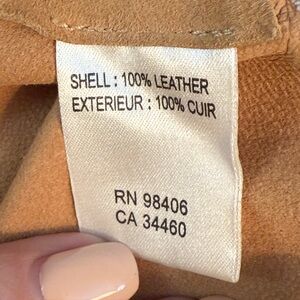 SHELL : 100% LEATHER
EXTERIEUR : 100% CUIR
RN 98406
CA 34460